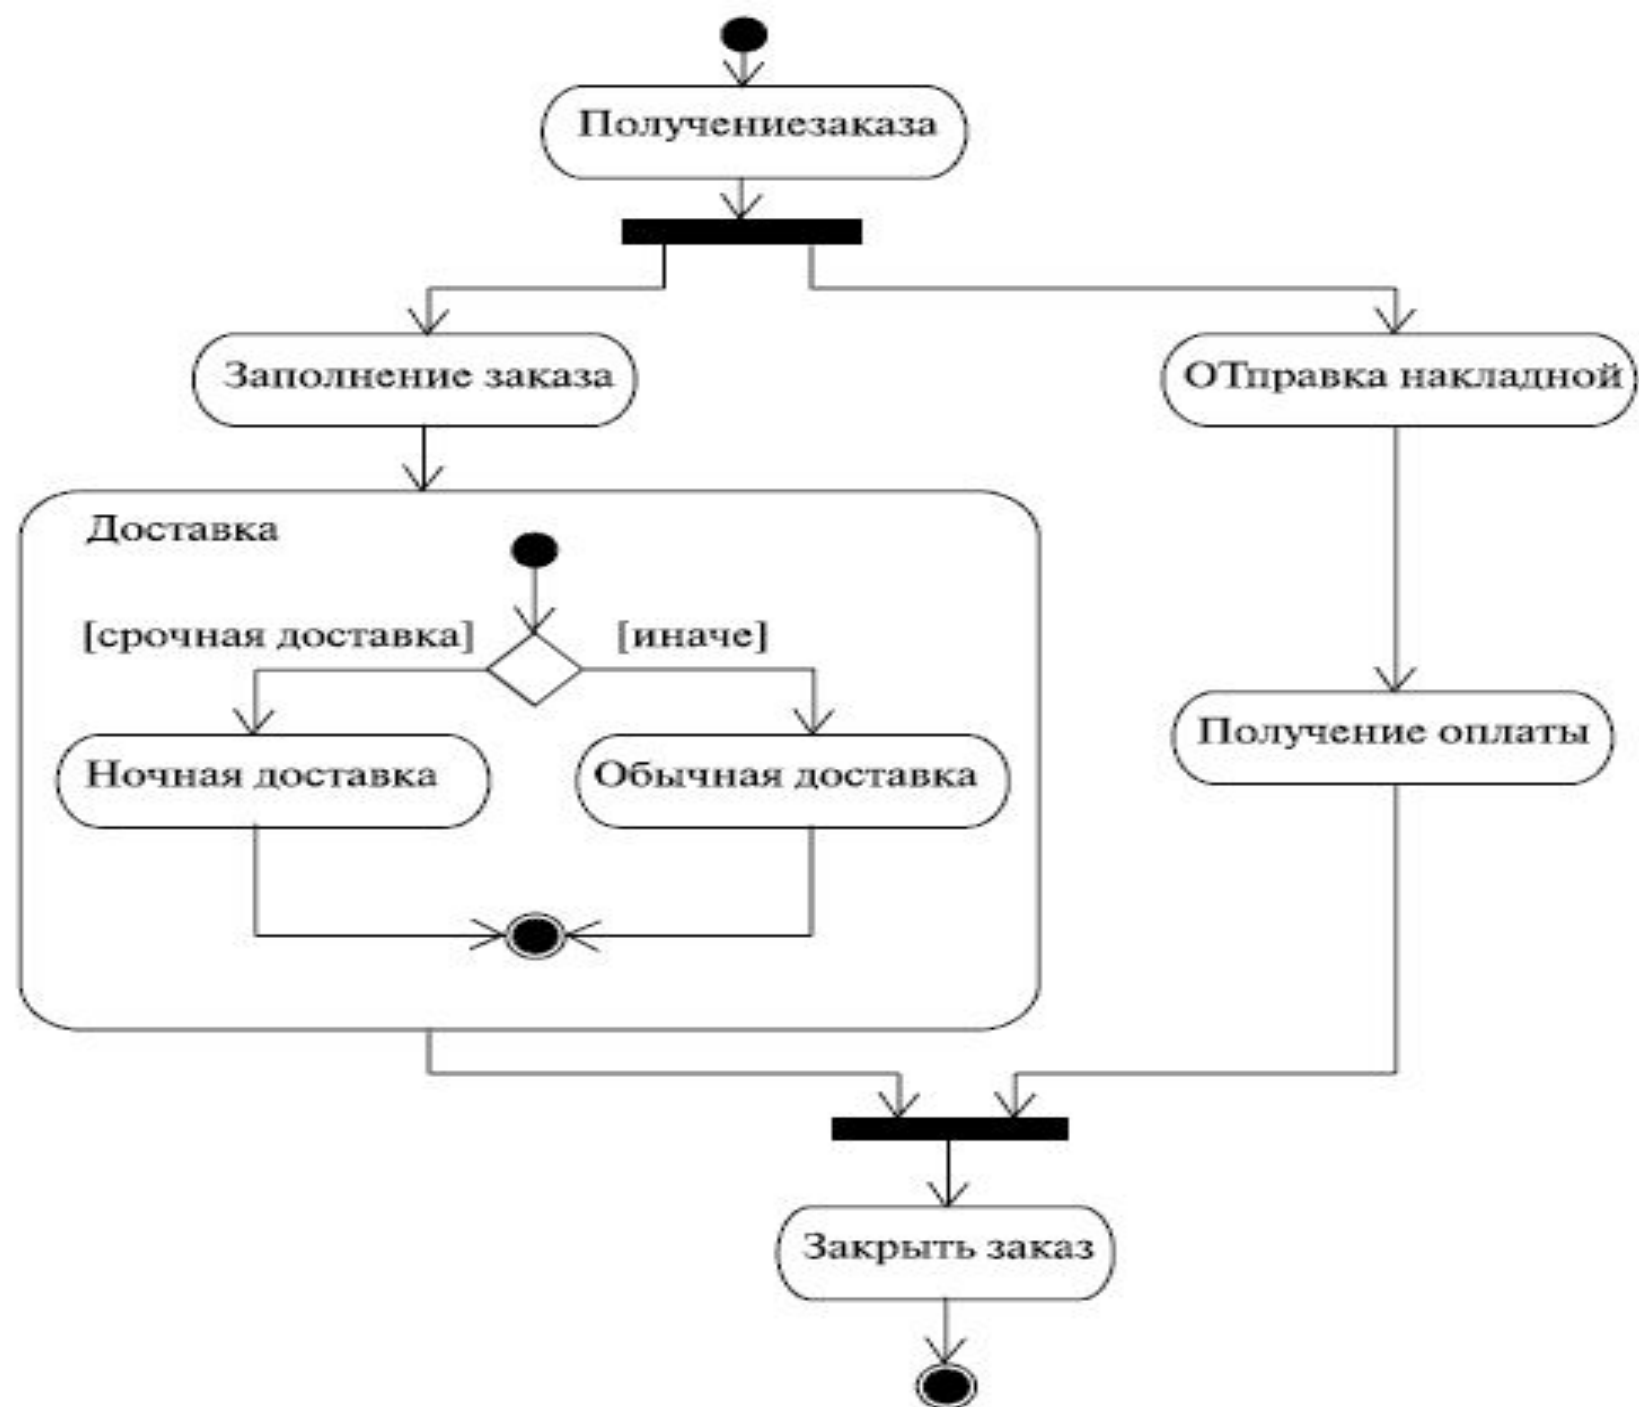 Получениезаказа
Заполнение заказа
ОТправка накладной
Доставка
[срочная доставка]
[иначе]
Ночная доставка
Обычная доставка
Получение оплаты
Закрыть заказ